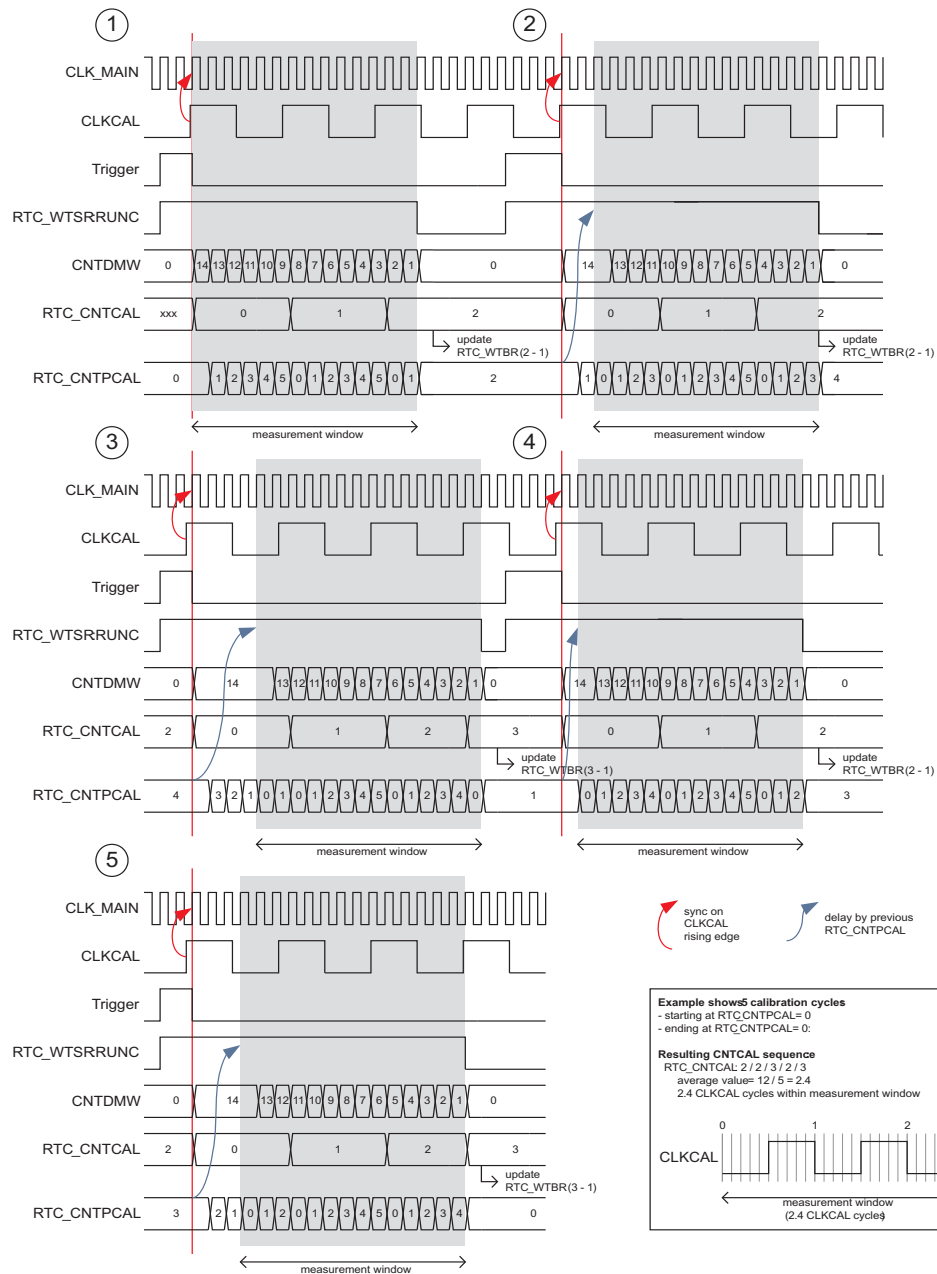 1 2
CLK_MAIN
CLKCAL
Trigger
RTC_WTSRRUNC
CNTDMW 0 14 13 12 11 10 9 8 7 6 5 4 3 2 1 0 14 13 12 11 10 9 8 7 6 5 4 3 2 1 0
RTC_CNTCAL xxx 0 1 2 0 1 2
update update
RTC_WTBR(2 - 1) RTC_WTBR(2 - 1)
RTC_CNTPCAL 0 1 2 3 4 5 0 1 2 3 4 5 0 1 2 1 0 1 2 3 0 1 2 3 4 5 0 1 2 3 4
measurement window measurement window
3 4
CLK_MAIN
CLKCAL
Trigger
RTC_WTSRRUNC
CNTDMW 0 14 13 12 11 10 9 8 7 6 5 4 3 2 1 0 14 13 12 11 10 9 8 7 6 5 4 3 2 1 0
RTC_CNTCAL 2 0 1 2 3 0 1 2
update update
RTC_WTBR(3 - 1) RTC_WTBR(2 - 1)
RTC_CNTPCAL 4 3 2 1 0 1 0 1 2 3 4 5 0 1 2 3 4 0 1 0 1 2 3 4 0 1 2 3 4 5 0 1 2 3
measurement window measurement window
5
CLK_MAIN
CLKCAL
Trigger
RTC_WTSRRUNC
CNTDMW 0 14 13 12 11 10 9 8 7 6 5 4 3 2 1 0
RTC_CNTCAL 2 0 1 2 3
update
RTC_WTBR(3 - 1)
RTC_CNTPCAL 3 2 1 0 1 2 0 1 2 3 4 5 0 1 2 3 4 0
measurement window
sync on
CLKCAL
rising edge
delay by previous
RTC_CNTPCAL
Example shows5 calibration cycles
- starting at RTC_CNTPCAL= 0
- ending at RTC_CNTPCAL= 0:
Resulting CNTCAL sequence
RTC_CNTCAL: 2 / 2 / 3 / 2 / 3
average value= 12 / 5 = 2.4
2.4 CLKCAL cycles within measurement window
0 1 2
CLKCAL
measurement window
(2.4 CLKCAL cycles)